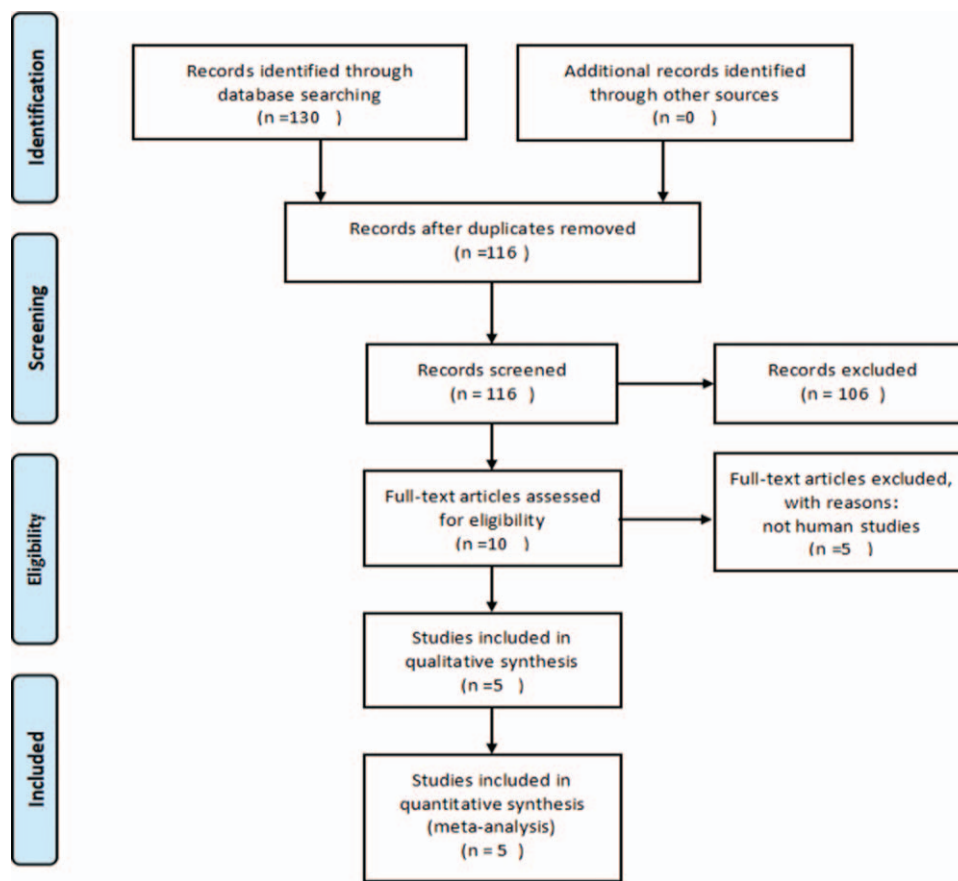 Identification
Records identified through
database searching
(n =130   )
Additional records identified
through other sources
(n =0   )
Records after duplicates removed
(n =116  )
Screening
Records screened
(n = 116   )
Records excluded
(n = 106   )
Eligibility
Full-text articles assessed
for eligibility
(n =10   )
Full-text articles excluded,
with reasons:
not human studies
(n =5   )
Studies included in
qualitative synthesis
(n =5   )
Included
Studies included in
quantitative synthesis
(meta-analysis)
(n = 5   )